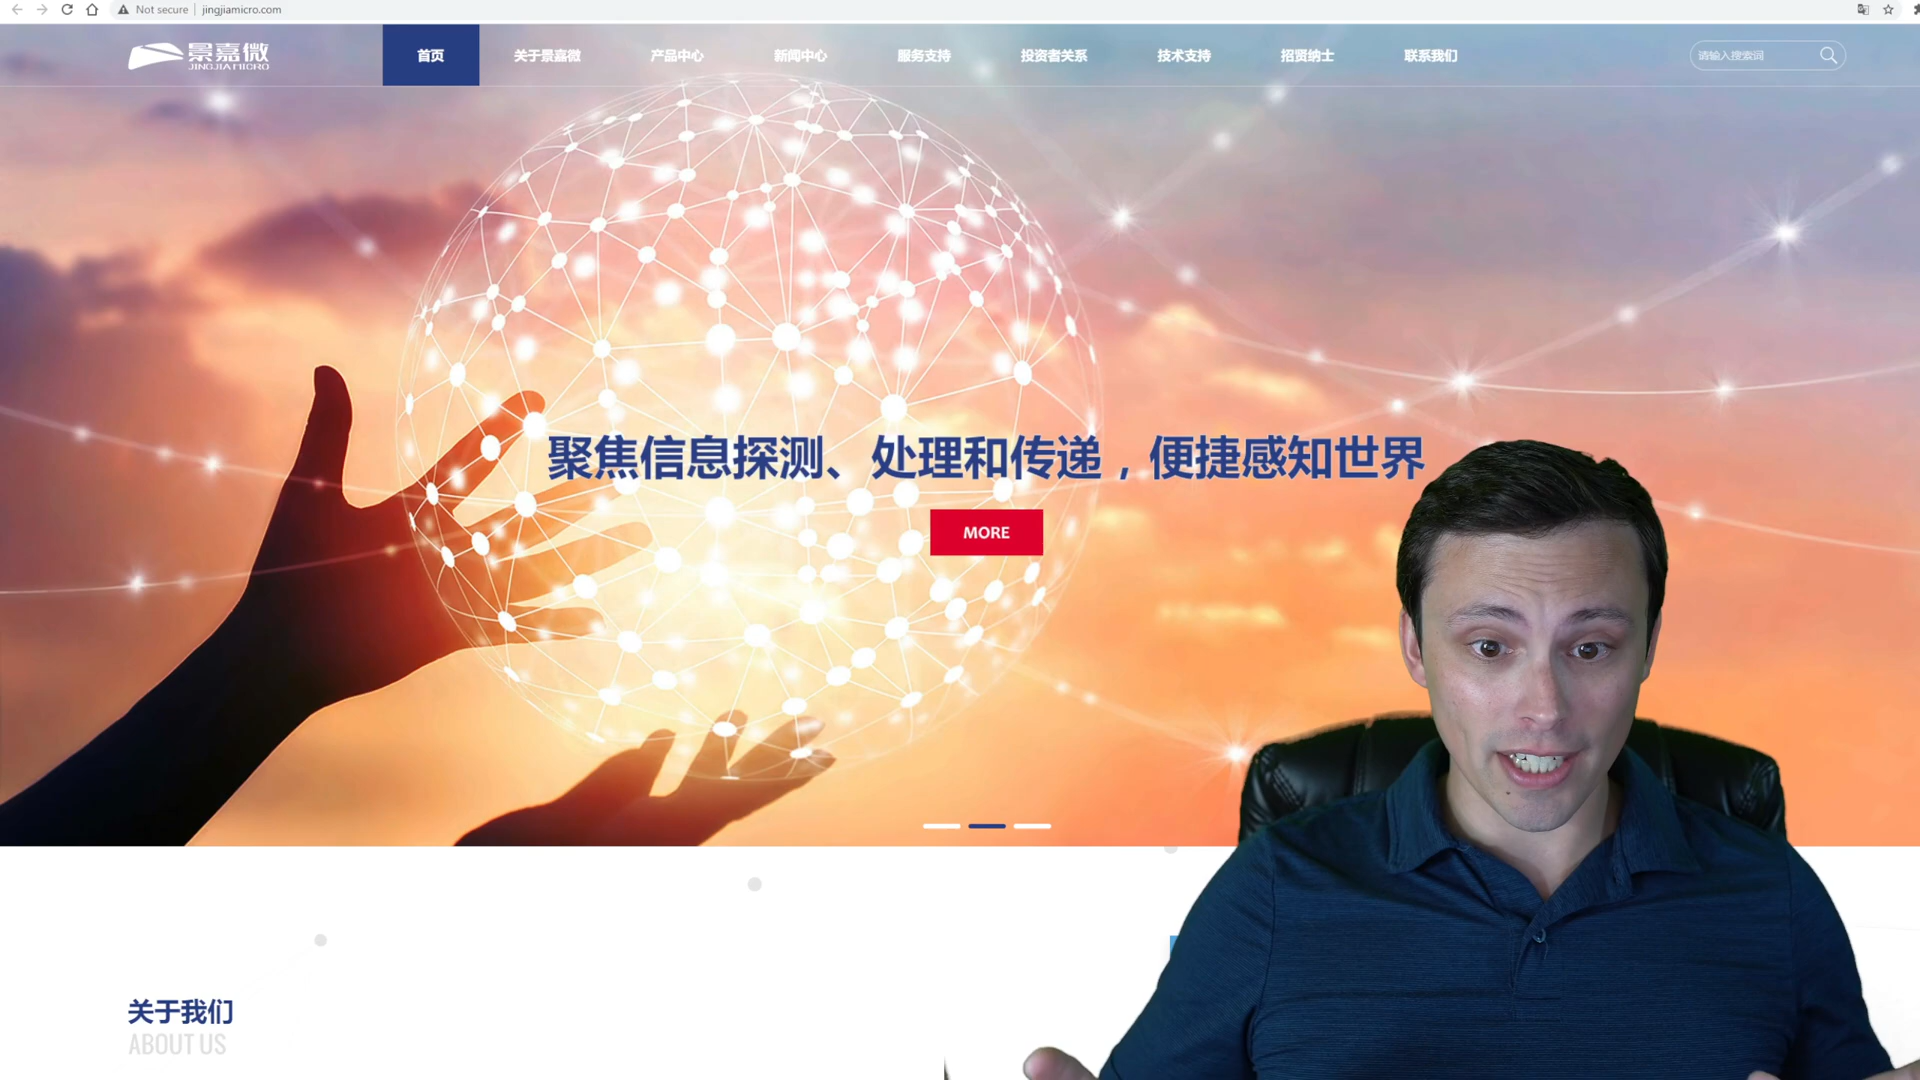 Not secure | jingjiamicro.com
景嘉微
JINGJIA MICRO
首页 关于景嘉微 产品中心 新闻中心 服务支持 投资者关系 技术支持 招贤纳士 联系我们
请输入搜索词
聚焦信息探测、处理和传递，便捷感知世界
MORE
关于我们
ABOUT US